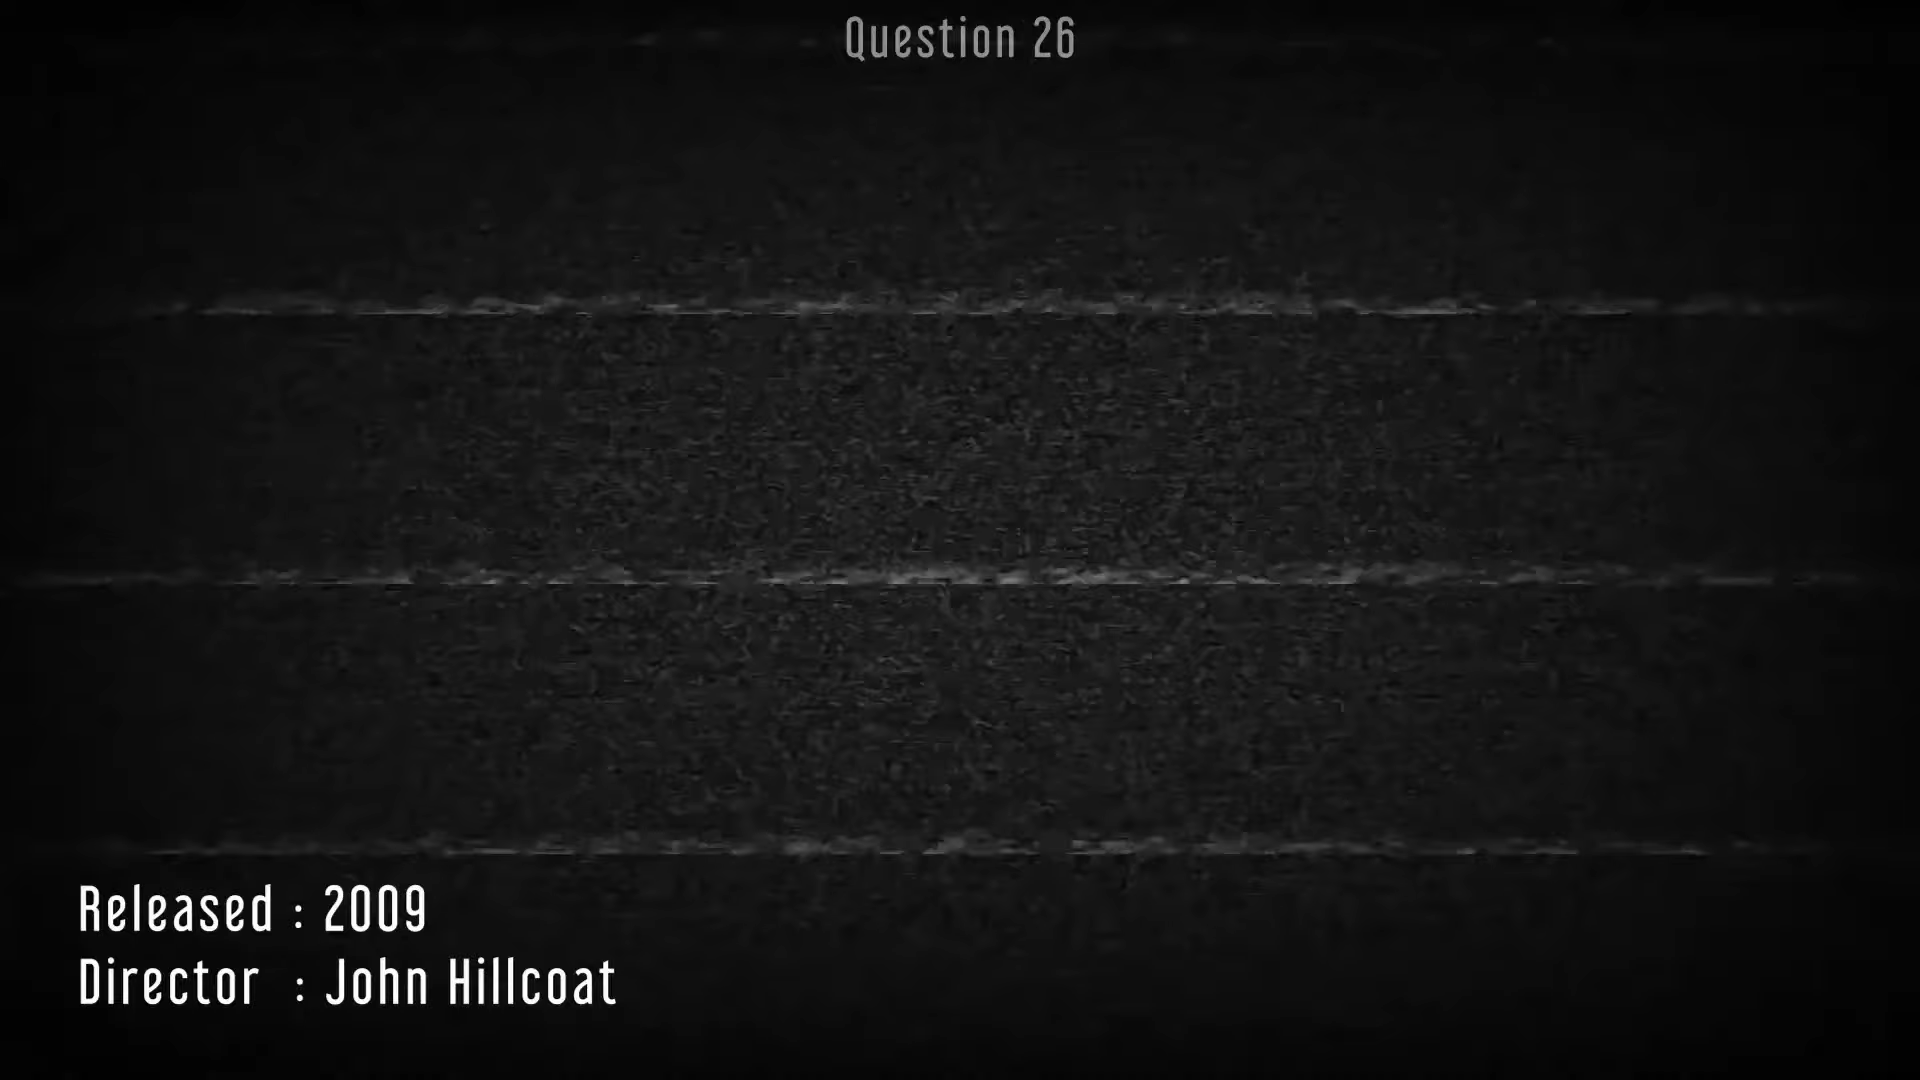 Question 26
Released : 2009
Director : John Hillcoat